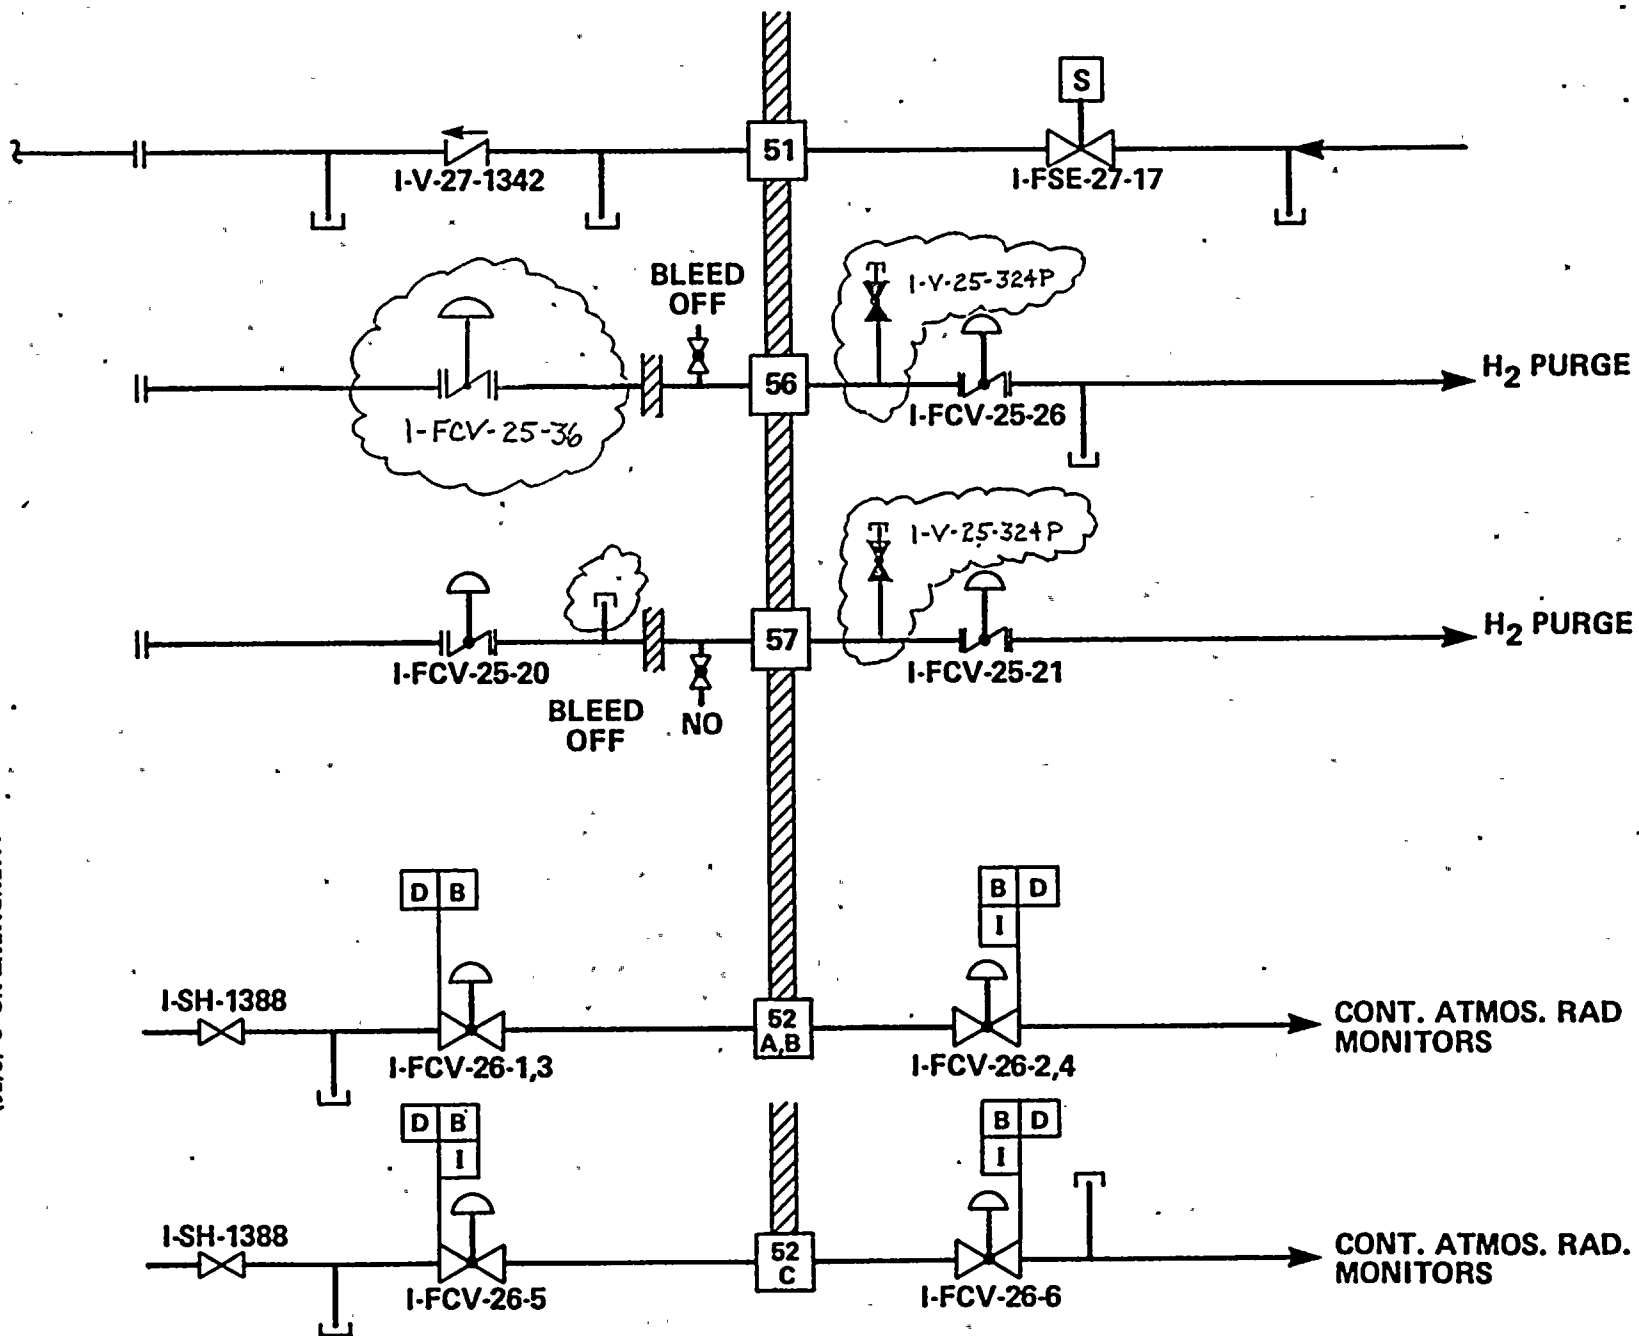 S
51
I-V-27-1342
I-FSE-27-17
BLEED
OFF
I-V-25-324P
56
H2 PURGE
I-FCV-25-36
I-FCV-25-26
I-V-25-324P
57
H2 PURGE
I-FCV-25-20
I-FCV-25-21
BLEED
OFF
NO
D B
B D
I
I-SH-1388
52
A,B
CONT. ATMOS. RAD
MONITORS
I-FCV-26-1,3
I-FCV-26-2,4
D B
I
B D
I
I-SH-1388
52
C
CONT. ATMOS. RAD.
MONITORS
I-FCV-26-5
I-FCV-26-6